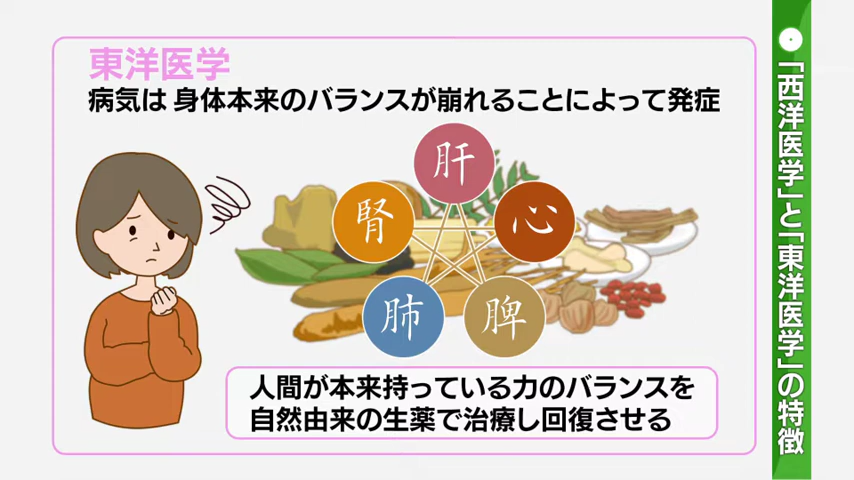 東洋医学
病気は 身体本来のバランスが崩れることによって発症
肝
腎
心
肺
脾
人間が本来持っている力のバランスを
自然由来の生薬で治療し回復させる
「西洋医学」と「東洋医学」の特徴